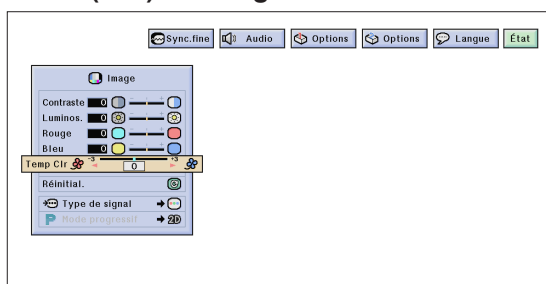 Sync.fine Audio Options Options Langue État
Image
Contraste 0
Luminos. 0
Rouge 0
Bleu 0
Temp Clr -3 0 +3
Réinitial.
Type de signal
P Mode progressif 2D